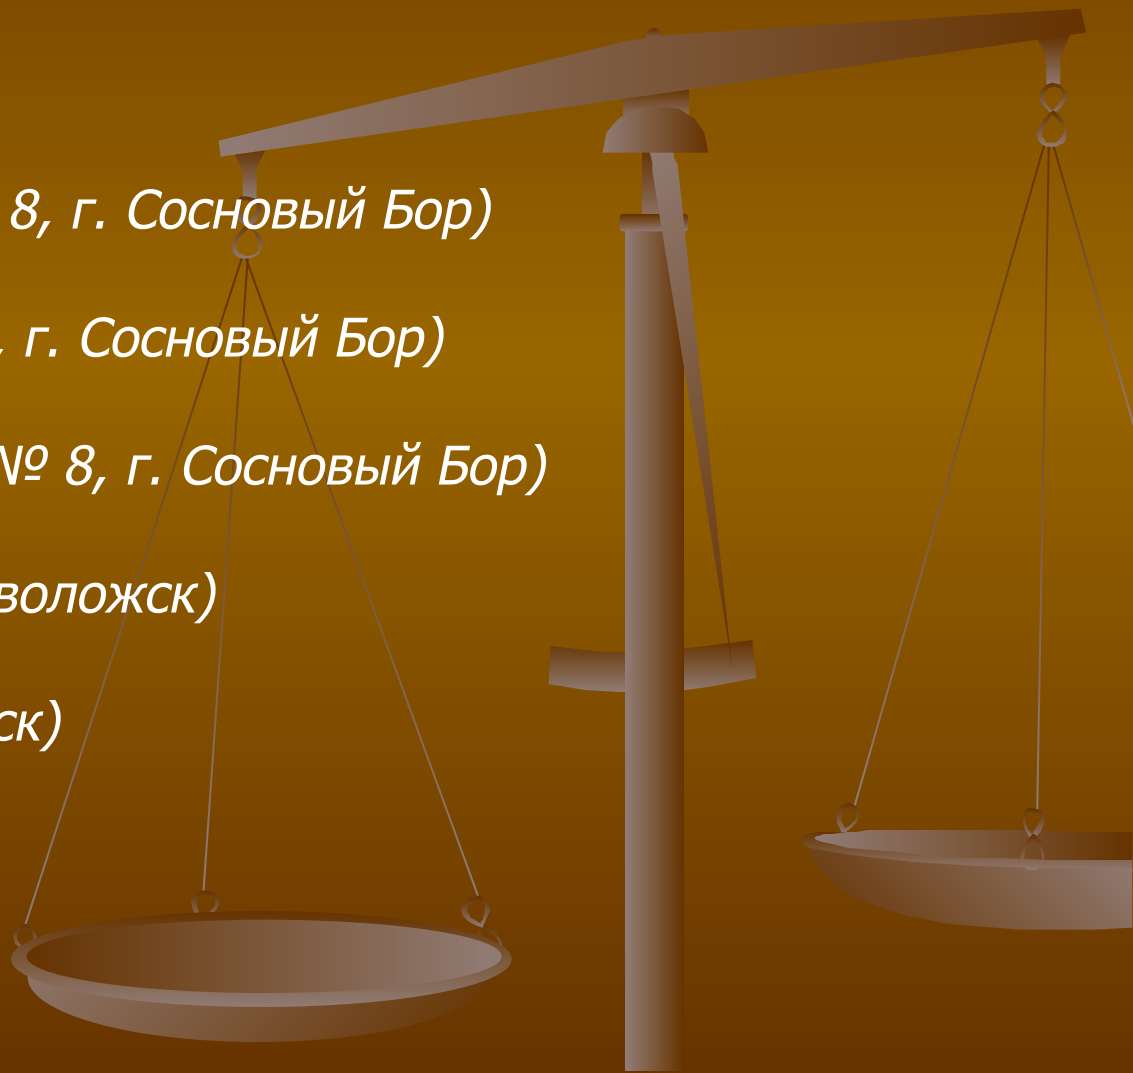 8, г. Сосновый Бор)
, г. Сосновый Бор)
№ 8, г. Сосновый Бор)
воложск)
ск)